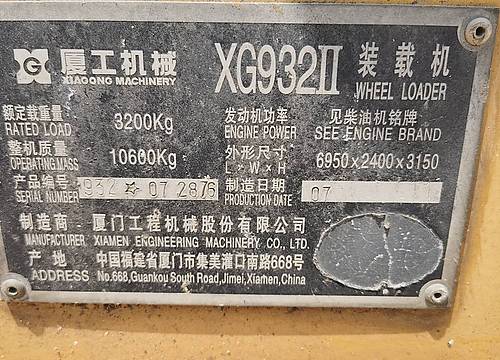 厦工机械 XG932II 装载机
XIAGONG MACHINERY WHEEL LOADER
额定载重量 3200Kg 发动机功率 见柴油机铭牌
RATED LOAD ENGINE POWER SEE ENGINE BRAND
整机质量 10600Kg 外形尺寸 6950×2400×3150
OPERATING MASS L×W×H
产品编号 932☆072876 制造日期 07
SERIAL NUMBER PRODUCTION DATE
制造商 厦门工程机械股份有限公司
MANUFACTURER XIAMEN ENGINEERING MACHINERY CO., LTD.
产地 中国福建省厦门市集美灌口南路668号
ADDRESS No.668,Guankou South Road,Jimei,Xiamen,China